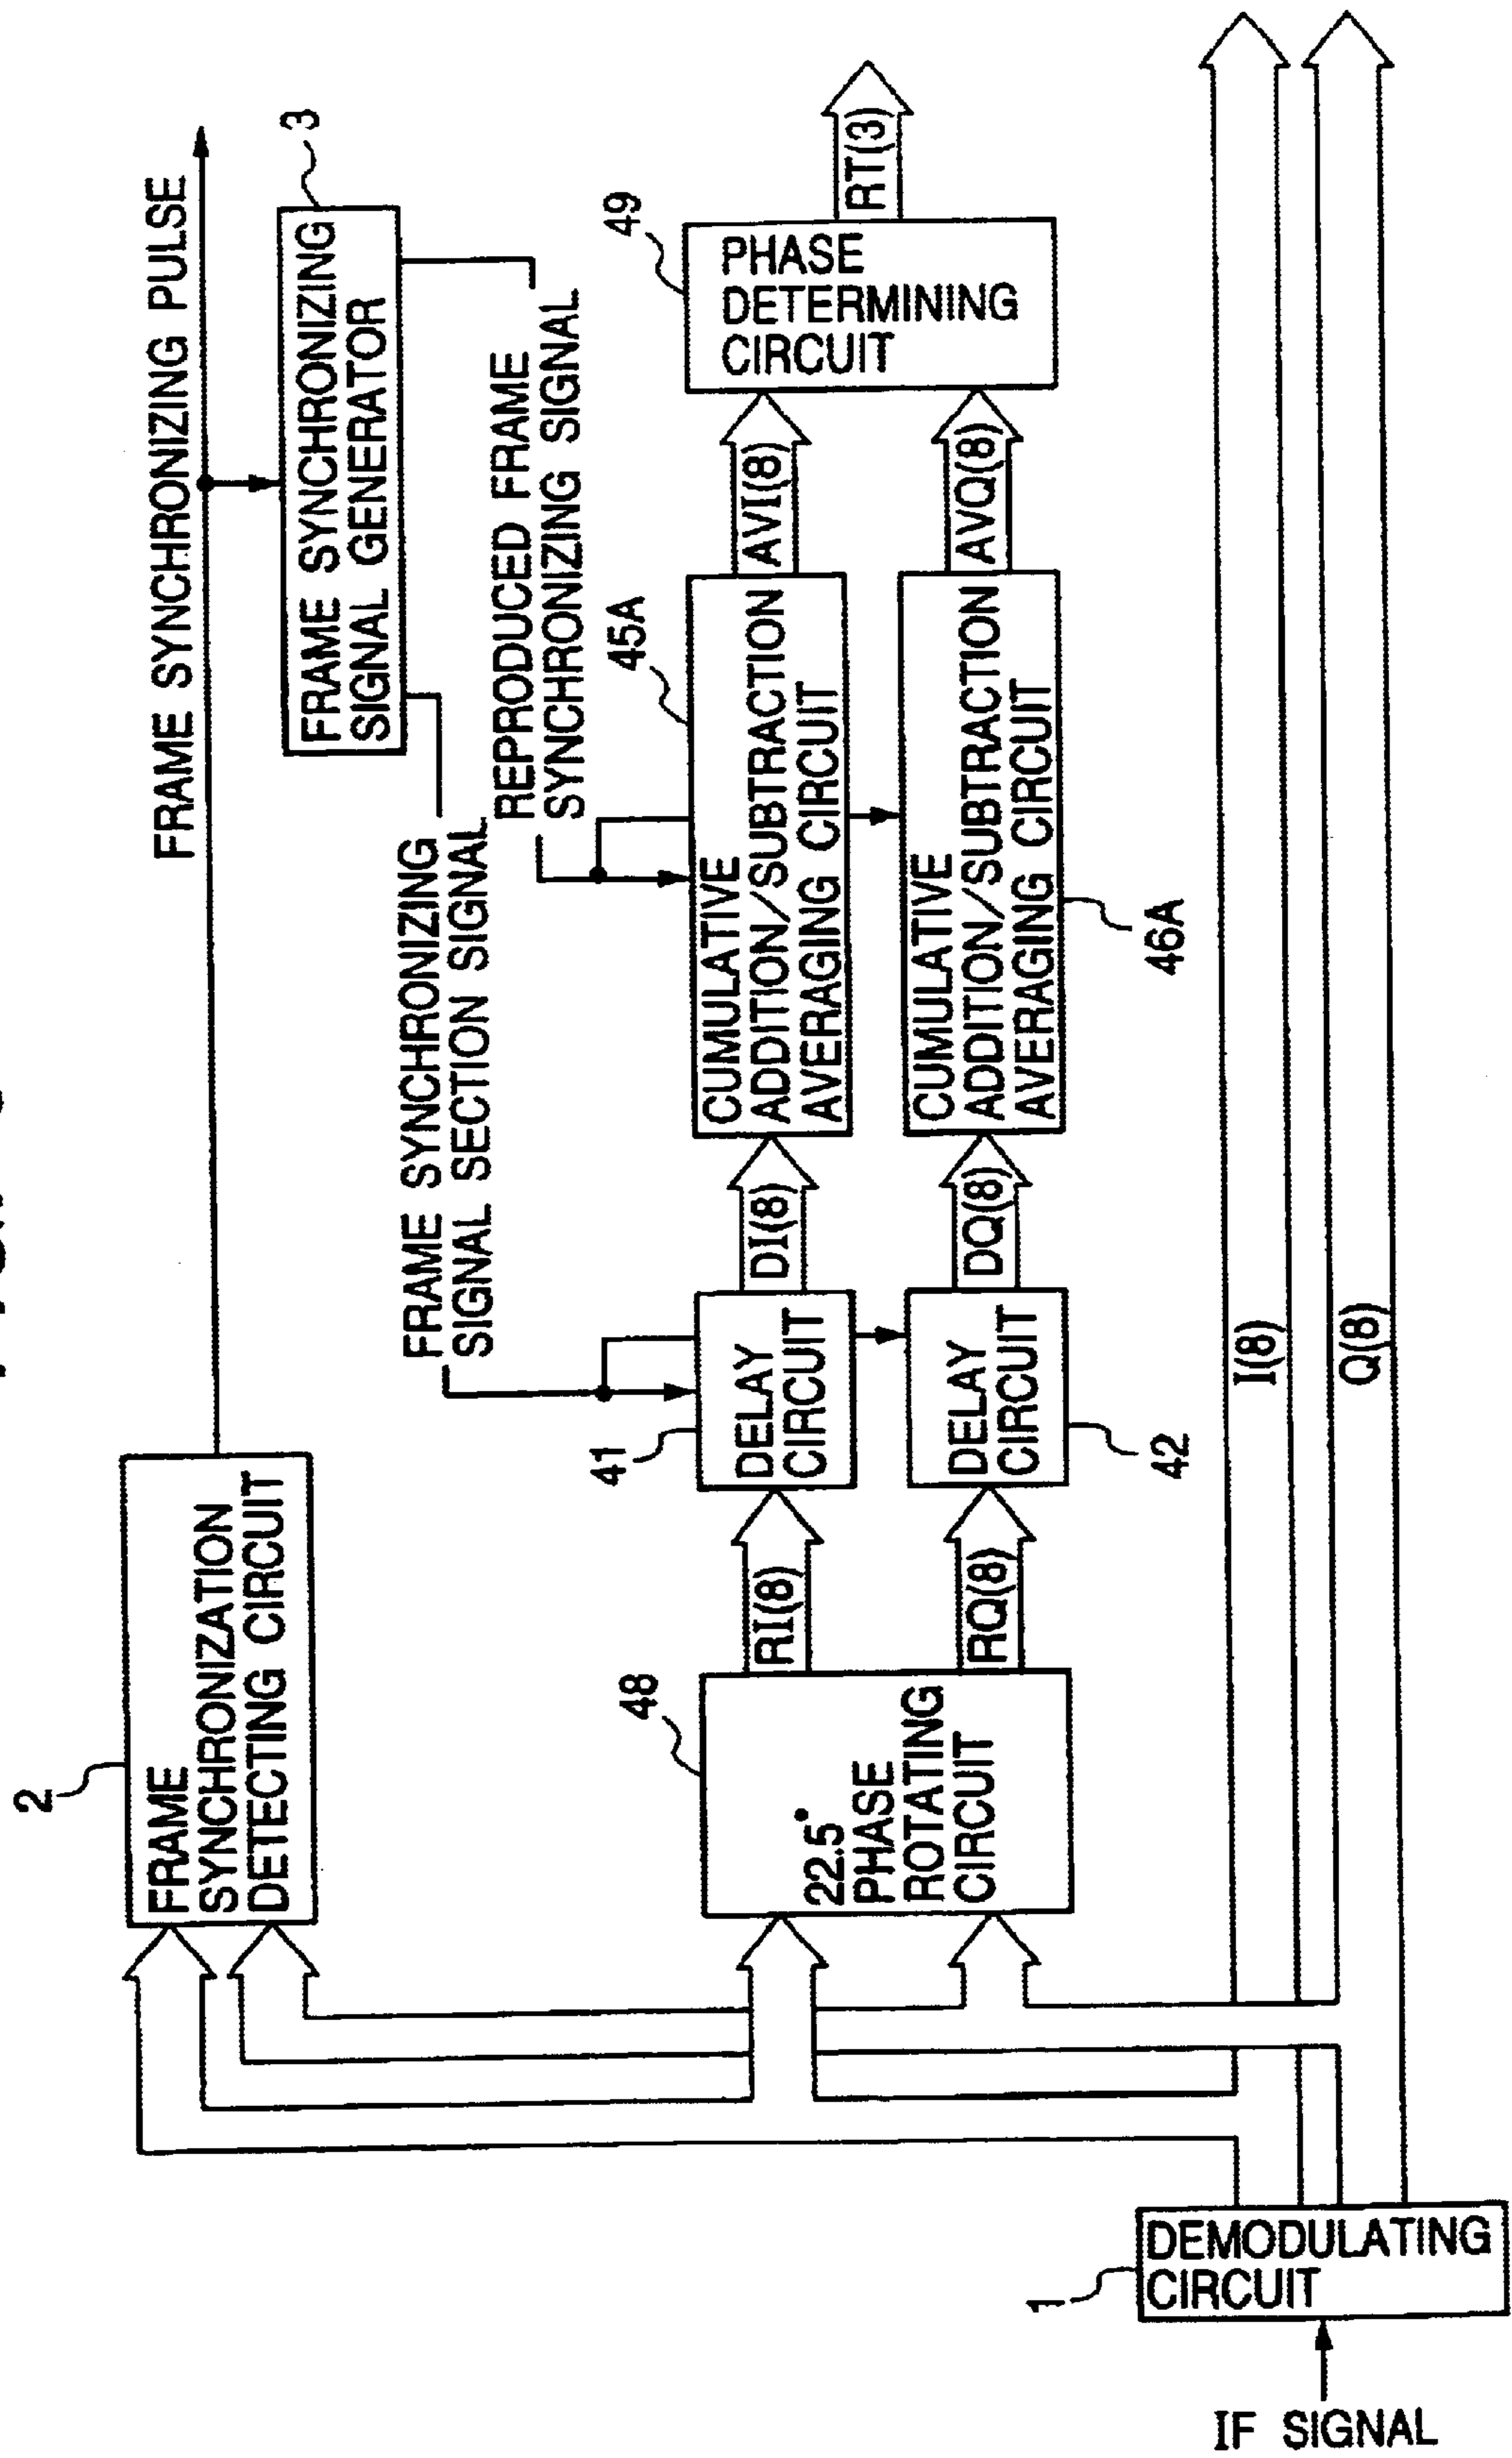 FRAME SYNCHRONIZING PULSE
2
FRAME
SYNCHRONIZATION
DETECTING CIRCUIT
3
FRAME SYNCHRONIZING
SIGNAL GENERATOR
FRAME SYNCHRONIZING
SIGNAL SECTION SIGNAL
REPRODUCED FRAME
SYNCHRONIZING SIGNAL
48
22.5°
PHASE
ROTATING
CIRCUIT
RI(8)
RQ(8)
41
DELAY
CIRCUIT
DELAY
CIRCUIT
42
DI(8)
DQ(8)
45A
CUMULATIVE
ADDITION/SUBTRACTION
AVERAGING CIRCUIT
CUMULATIVE
ADDITION/SUBTRACTION
AVERAGING CIRCUIT
46A
AVI(8)
AVQ(8)
49
PHASE
DETERMINING
CIRCUIT
RT(3)
1
DEMODULATING
CIRCUIT
IF SIGNAL
I(8)
Q(8)